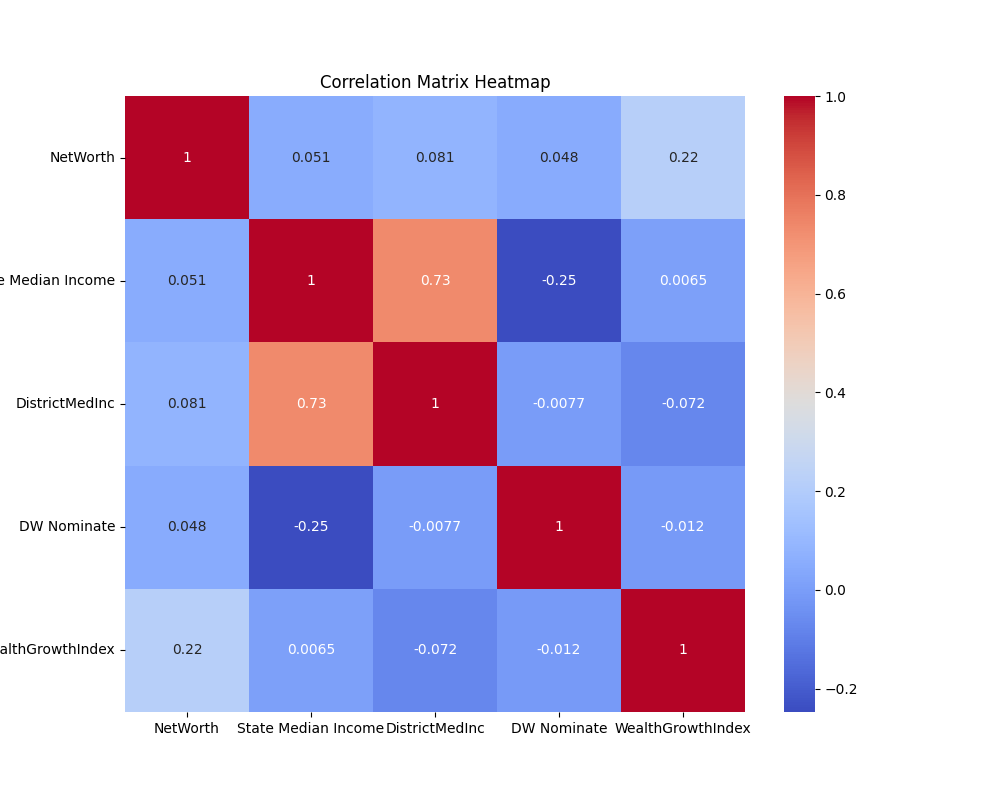 Correlation Matrix Heatmap
NetWorth 1 0.051 0.081 0.048 0.22
e Median Income 0.051 1 0.73 -0.25 0.0065
DistrictMedInc 0.081 0.73 1 -0.0077 -0.072
DW Nominate 0.048 -0.25 -0.0077 1 -0.012
althGrowthIndex 0.22 0.0065 -0.072 -0.012 1
NetWorth State Median Income DistrictMedInc DW Nominate WealthGrowthIndex
1.0
0.8
0.6
0.4
0.2
0.0
−0.2